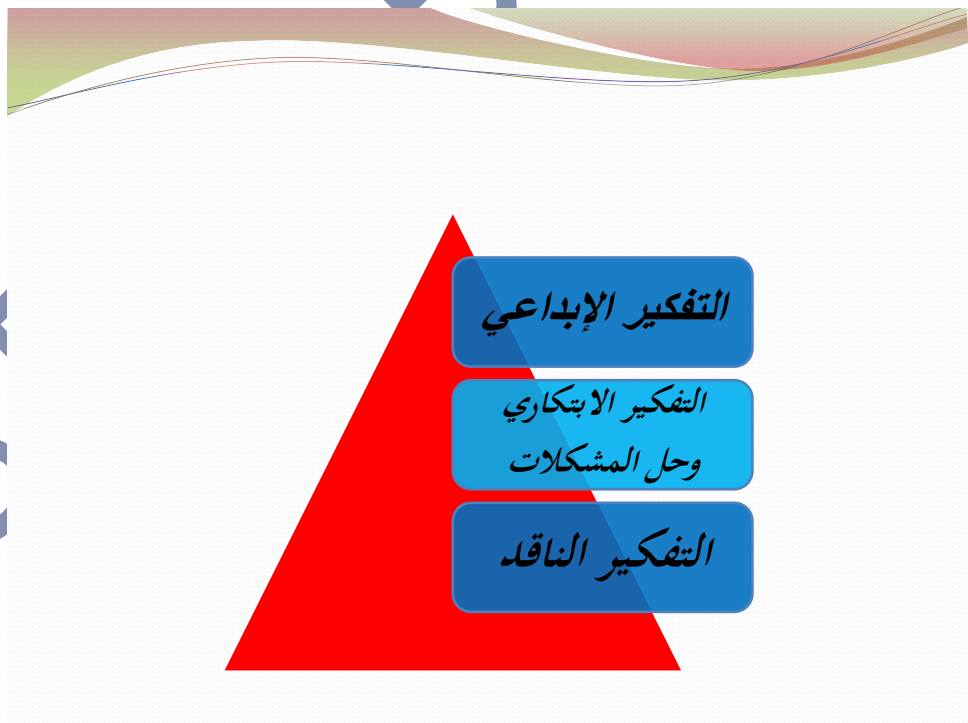 التفكير الإبداعي
التفكير الابتكاري
وحل المشكلات
التفكير الناقد